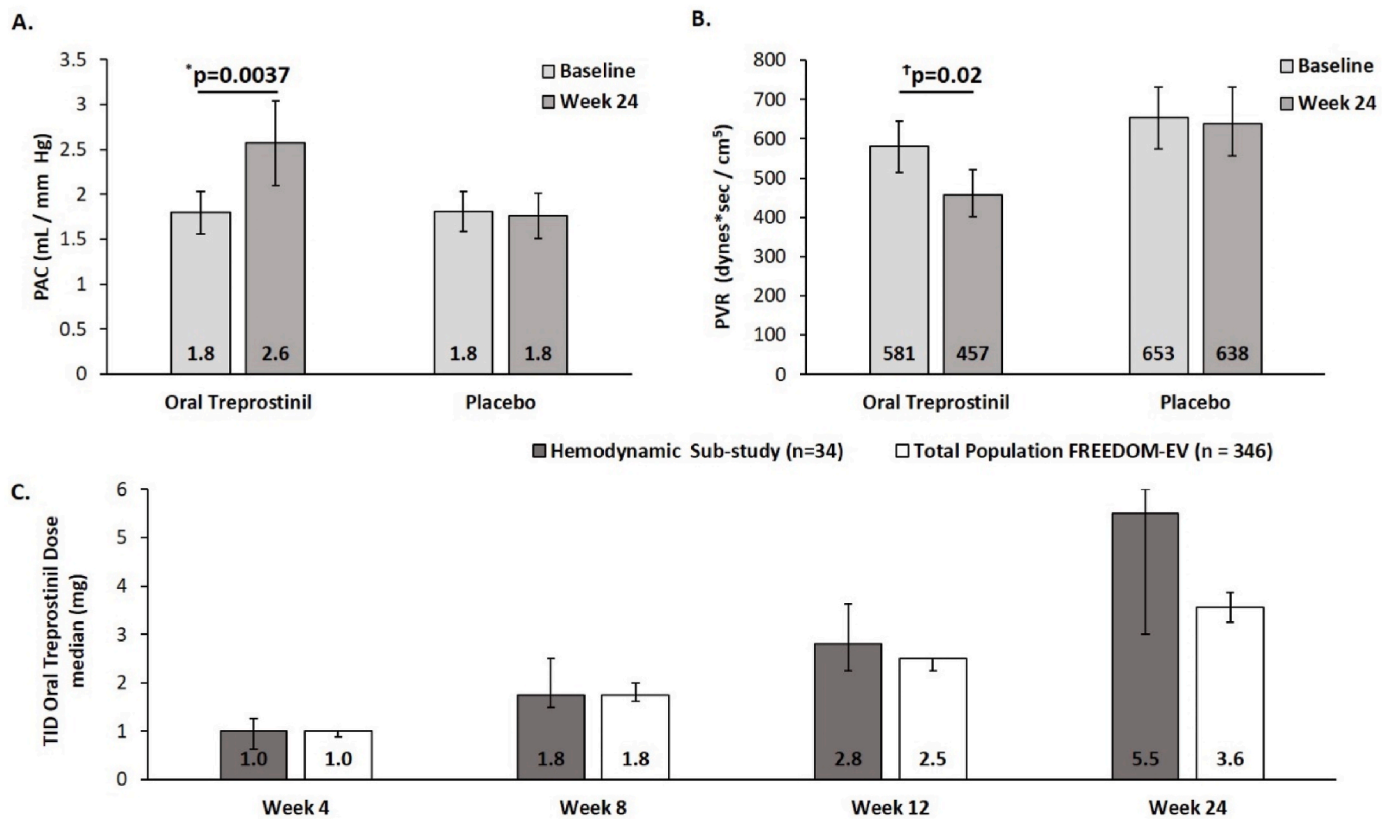 A.
PAC (mL / mm Hg)
3.5
3
2.5
2
1.5
1
0.5
0
*p=0.0037
Baseline
Week 24
1.8
2.6
1.8
1.8
Oral Treprostinil
Placebo
B.
PVR (dynes*sec / cm⁵)
800
700
600
500
400
300
200
100
0
†p=0.02
Baseline
Week 24
581
457
653
638
Oral Treprostinil
Placebo
Hemodynamic Sub-study (n=34)
Total Population FREEDOM-EV (n = 346)
C.
TID Oral Treprostinil Dose
median (mg)
6
5
4
3
2
1
0
1.0
1.0
1.8
1.8
2.8
2.5
5.5
3.6
Week 4
Week 8
Week 12
Week 24